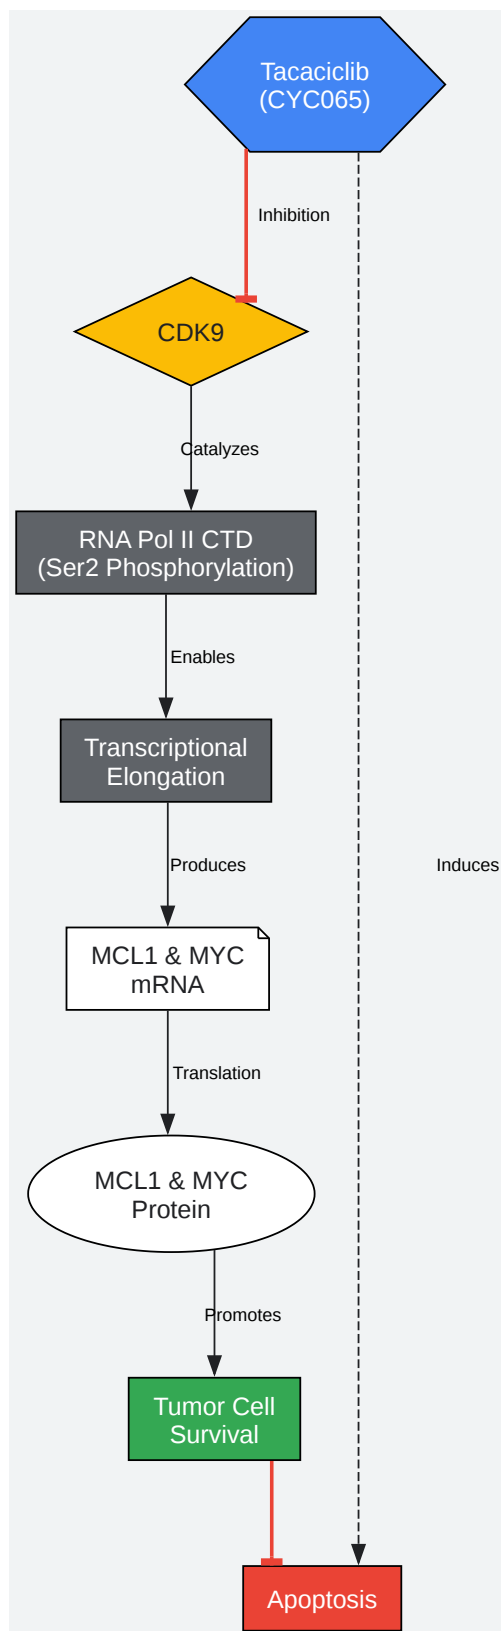 Tacaciclib
(CYC065)
Inhibition
CDK9
Catalyzes
RNA Pol II CTD
(Ser2 Phosphorylation)
Enables
Transcriptional
Elongation
Produces
Induces
MCL1 & MYC
mRNA
Translation
MCL1 & MYC
Protein
Promotes
Tumor Cell
Survival
Apoptosis